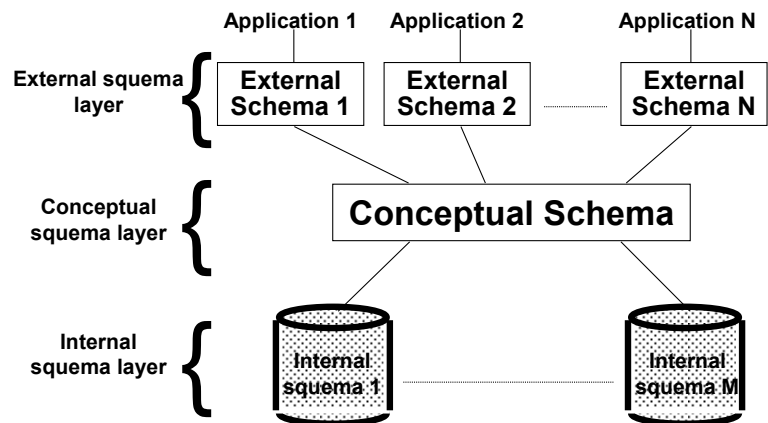 Application 1
Application 2
Application N
External squema
layer
External
Schema 1
External
Schema 2
External
Schema N
Conceptual
squema layer
Conceptual Schema
Internal
squema layer
Internal
squema 1
Internal
squema M